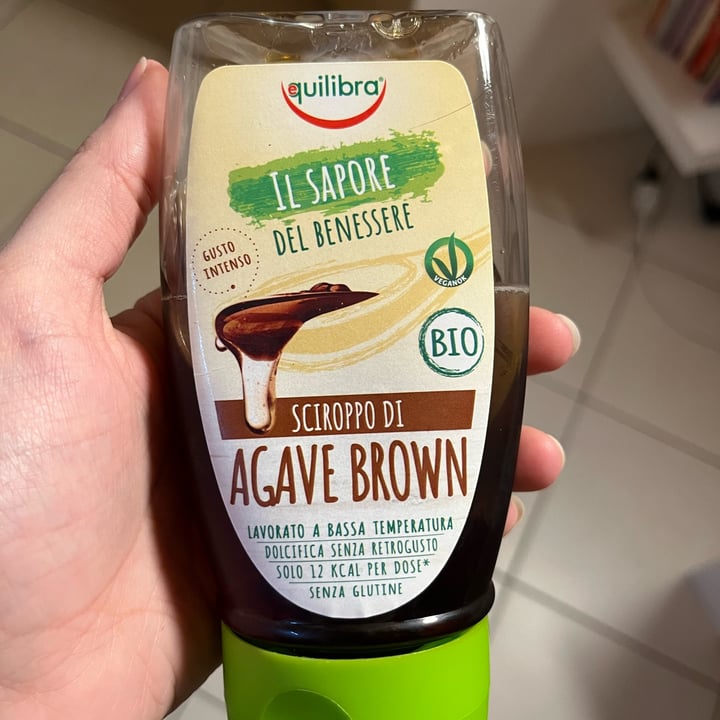 equilibra®
IL SAPORE
DEL BENESSERE
GUSTO
INTENSO
VEGANOK
BIO
SCIROPPO DI
AGAVE BROWN
LAVORATO A BASSA TEMPERATURA
DOLCIFICA SENZA RETROGUSTO
SOLO 12 KCAL PER DOSE*
SENZA GLUTINE